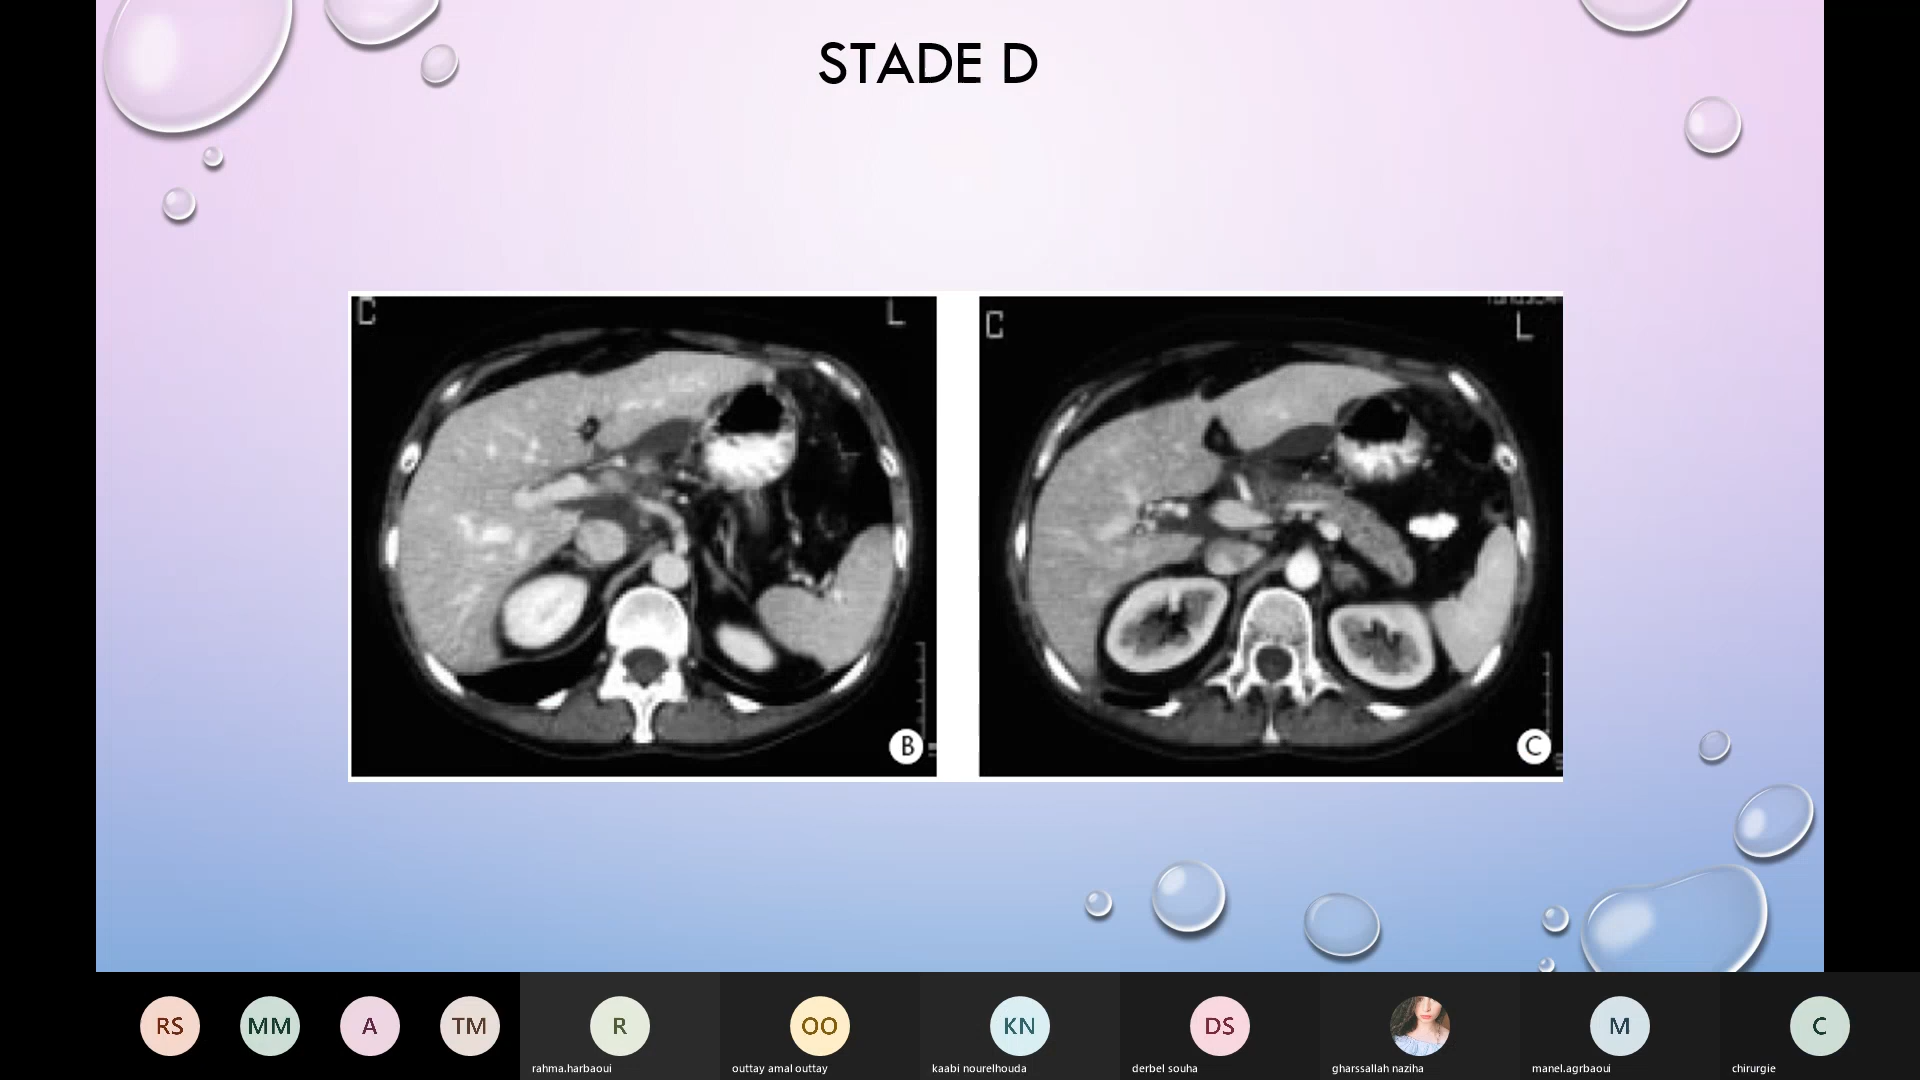 STADE D
C
L
B
C
L
C
RS
MM
A
TM
R
OO
KN
DS
M
C
rahma.harbaoui
outtay amal outtay
kaabi nourelhouda
derbel souha
gharssallah naziha
manel.agrbaoui
chirurgie